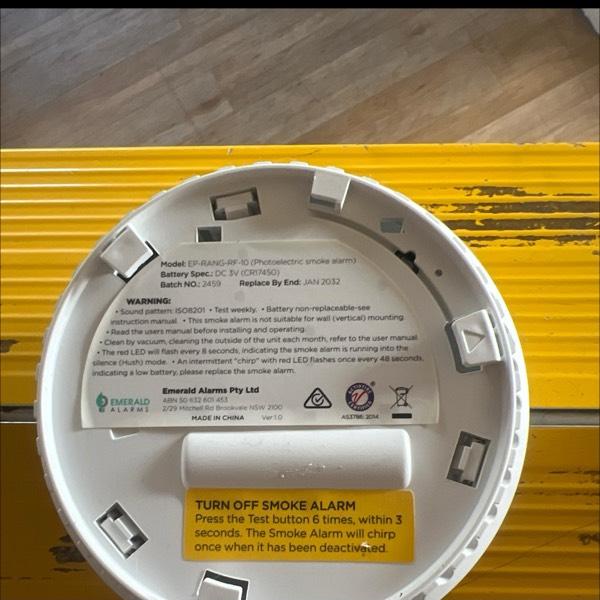 Model: EP-RANG-RF-10 (Photoelectric smoke alarm)
Battery Spec.: DC 3V (CR17450)
Batch NO.: 2459 Replace By End: JAN 2032
WARNING:
• Sound pattern: ISO8201 • Test weekly. • Battery non-replaceable-see
instruction manual. • This smoke alarm is not suitable for wall (vertical) mounting.
• Read the users manual before installing and operating.
• Clean by vacuum, cleaning the outside of the unit each month, refer to the user manual
• The red LED will flash every 8 seconds, indicating the smoke alarm is running into the
silence (Hush) mode. • An intermittent "chirp" with red LED flashes once every 48 seconds,
indicating a low battery, please replace the smoke alarm.
EMERALD
ALARMS
Emerald Alarms Pty Ltd
ABN 50 632 601 453
2/29 Mitchell Rd Brookvale NSW 2100
MADE IN CHINA Ver1.0
AS3786: 2014
TURN OFF SMOKE ALARM
Press the Test button 6 times, within 3
seconds. The Smoke Alarm will chirp
once when it has been deactivated.